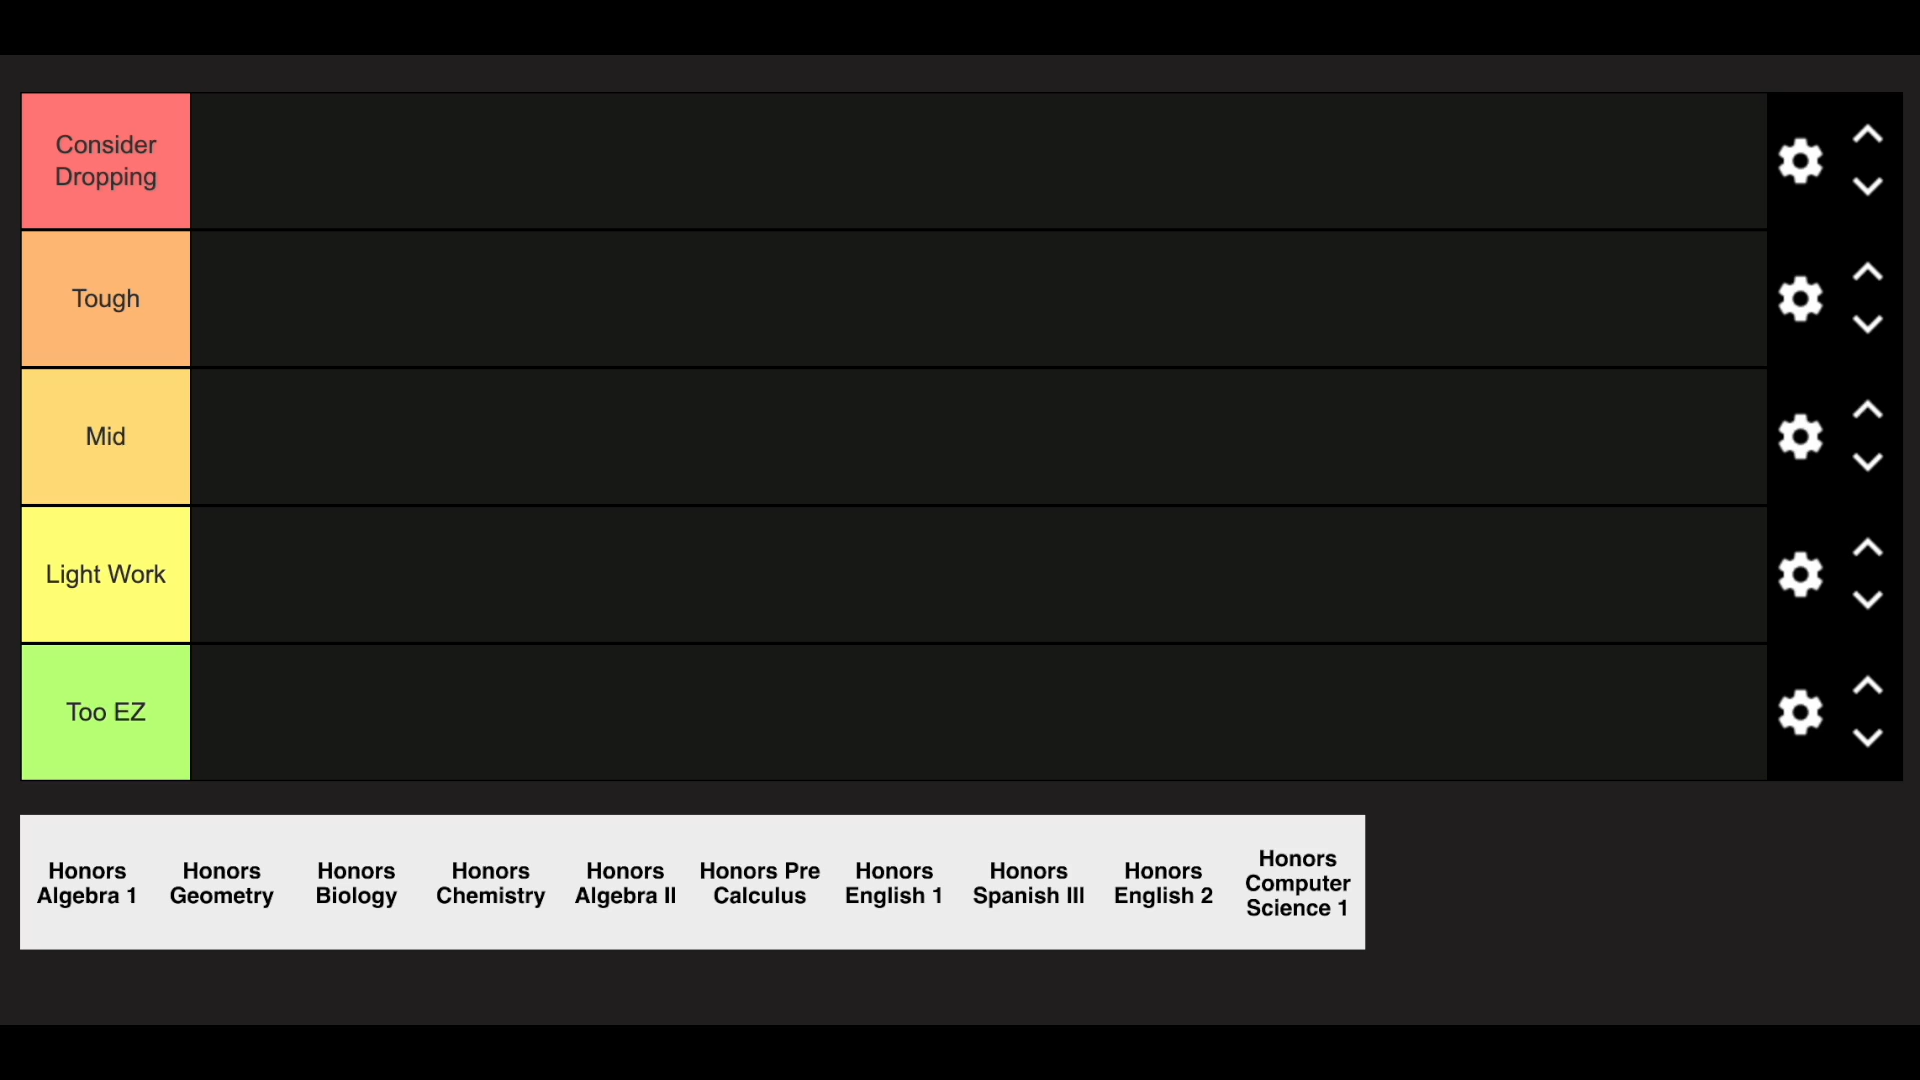 Consider
Dropping
Tough
Mid
Light Work
Too EZ
Honors
Algebra 1
Honors
Geometry
Honors
Biology
Honors
Chemistry
Honors
Algebra II
Honors Pre
Calculus
Honors
English 1
Honors
Spanish III
Honors
English 2
Honors
Computer
Science 1